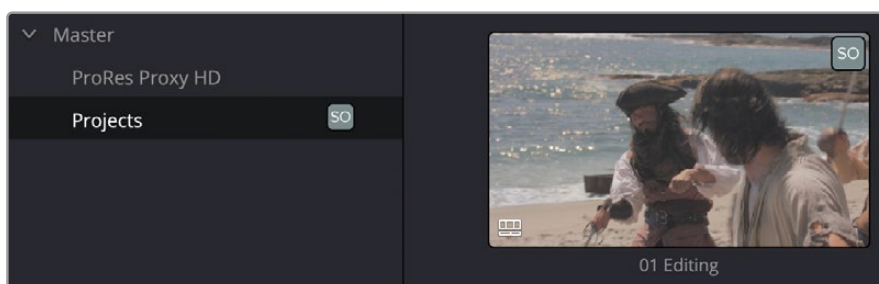 Master
ProRes Proxy HD
Projects SO
SO
01 Editing